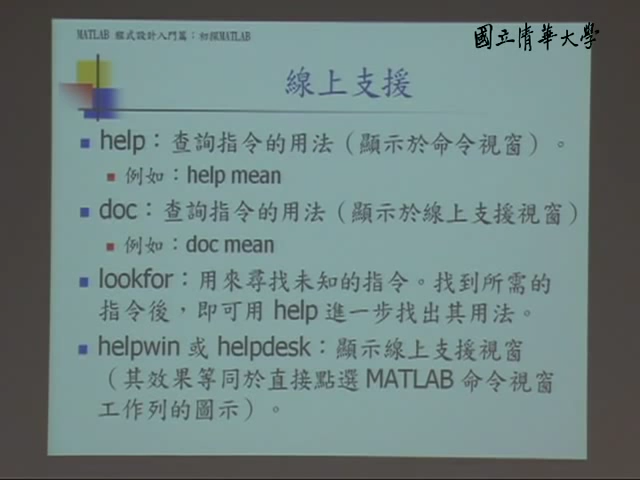 MATLAB 程式設計入門篇：初探MATLAB
國立清華大學
線上支援
help：查詢指令的用法（顯示於命令視窗）。
例如：help mean
doc：查詢指令的用法（顯示於線上支援視窗）
例如：doc mean
lookfor：用來尋找未知的指令。找到所需的
指令後，即可用 help 進一步找出其用法。
helpwin 或 helpdesk：顯示線上支援視窗
（其效果等同於直接點選 MATLAB 命令視窗
工作列的圖示）。